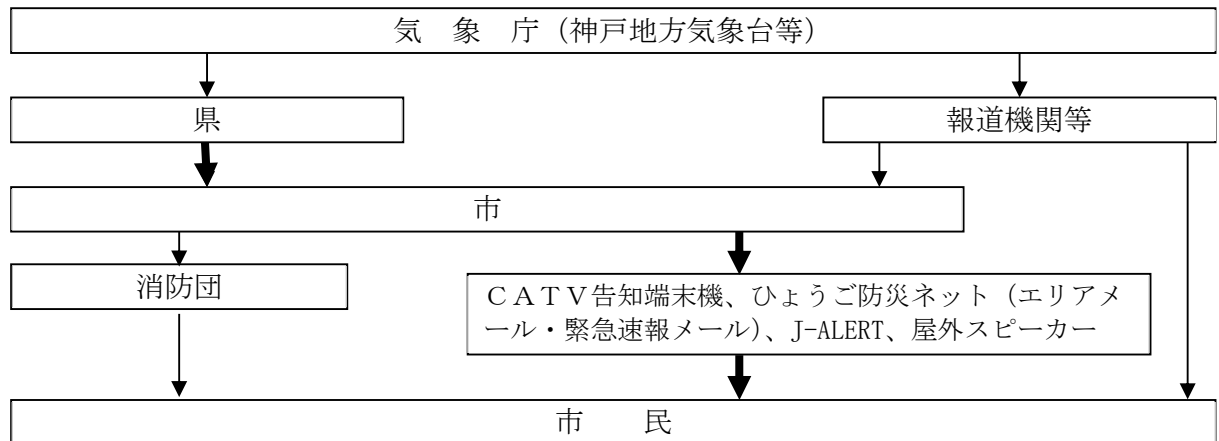 気　象　庁（神戸地方気象台等）
県
報道機関等
市
消防団
ＣＡＴＶ告知端末機、ひょうご防災ネット（エリアメ
ール・緊急速報メール）、J-ALERT、屋外スピーカー
市　　民